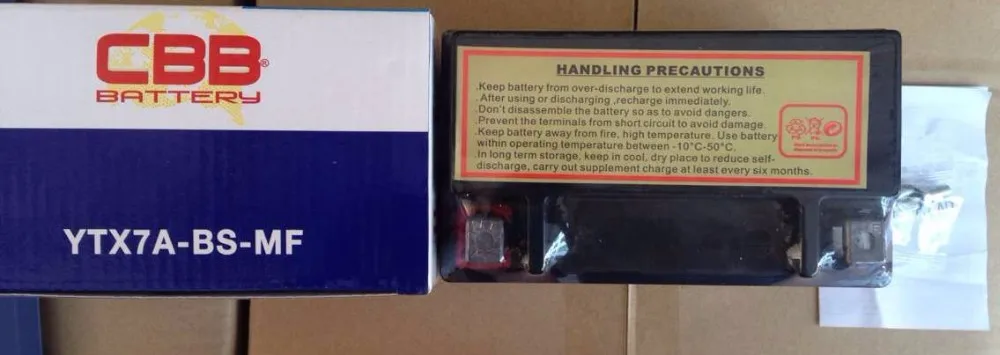 CBB®
BATTERY
YTX7A-BS-MF
HANDLING PRECAUTIONS
.Keep battery from over-discharge to extend working life.
.After using or discharging ,recharge immediately.
.Don't disassemble the battery so as to avoid dangers.
.Prevent the terminals from short circuit to avoid damage
.Keep battery away from fire, high temperature. Use battery
within operating temperature between -10°C-50°C.
.In long term storage, keep in cool, dry place to reduce self-
discharge, carry out supplement charge at least every six months.